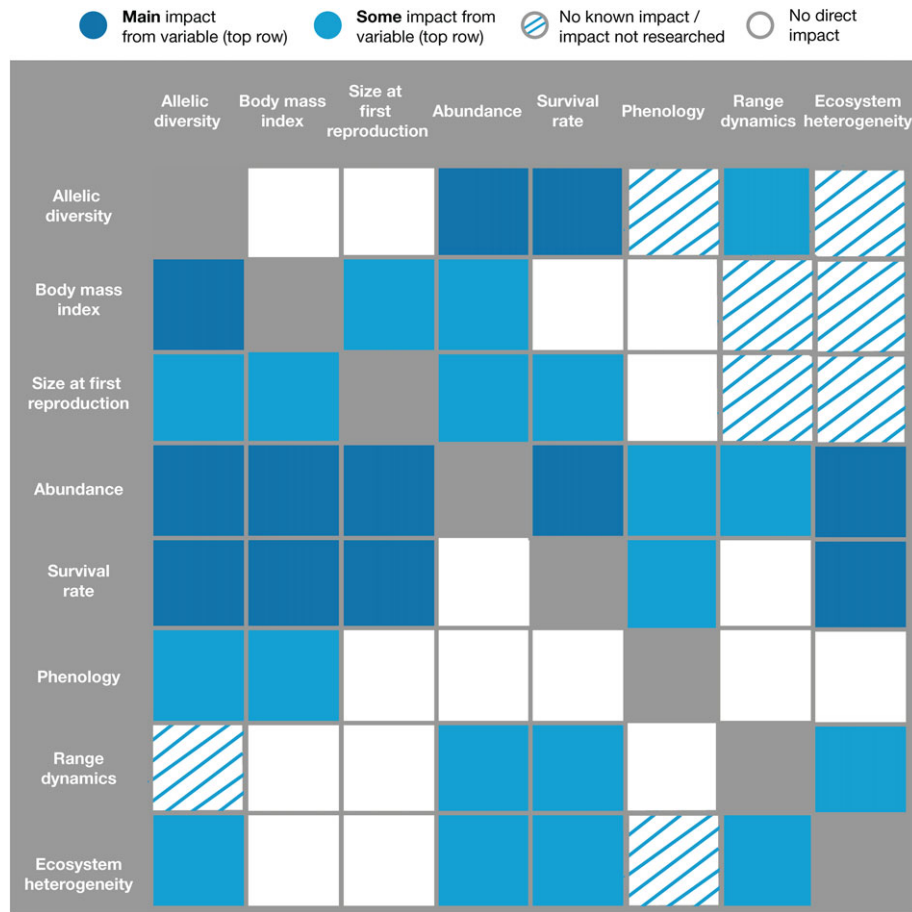 Main impact
from variable (top row)
Some impact from
variable (top row)
No known impact /
impact not researched
No direct
impact
Allelic
diversity
Body mass
index
Size at
first
reproduction
Abundance
Survival
rate
Phenology
Range
dynamics
Ecosystem
heterogeneity
Allelic
diversity
Body mass
index
Size at first
reproduction
Abundance
Survival
rate
Phenology
Range
dynamics
Ecosystem
heterogeneity